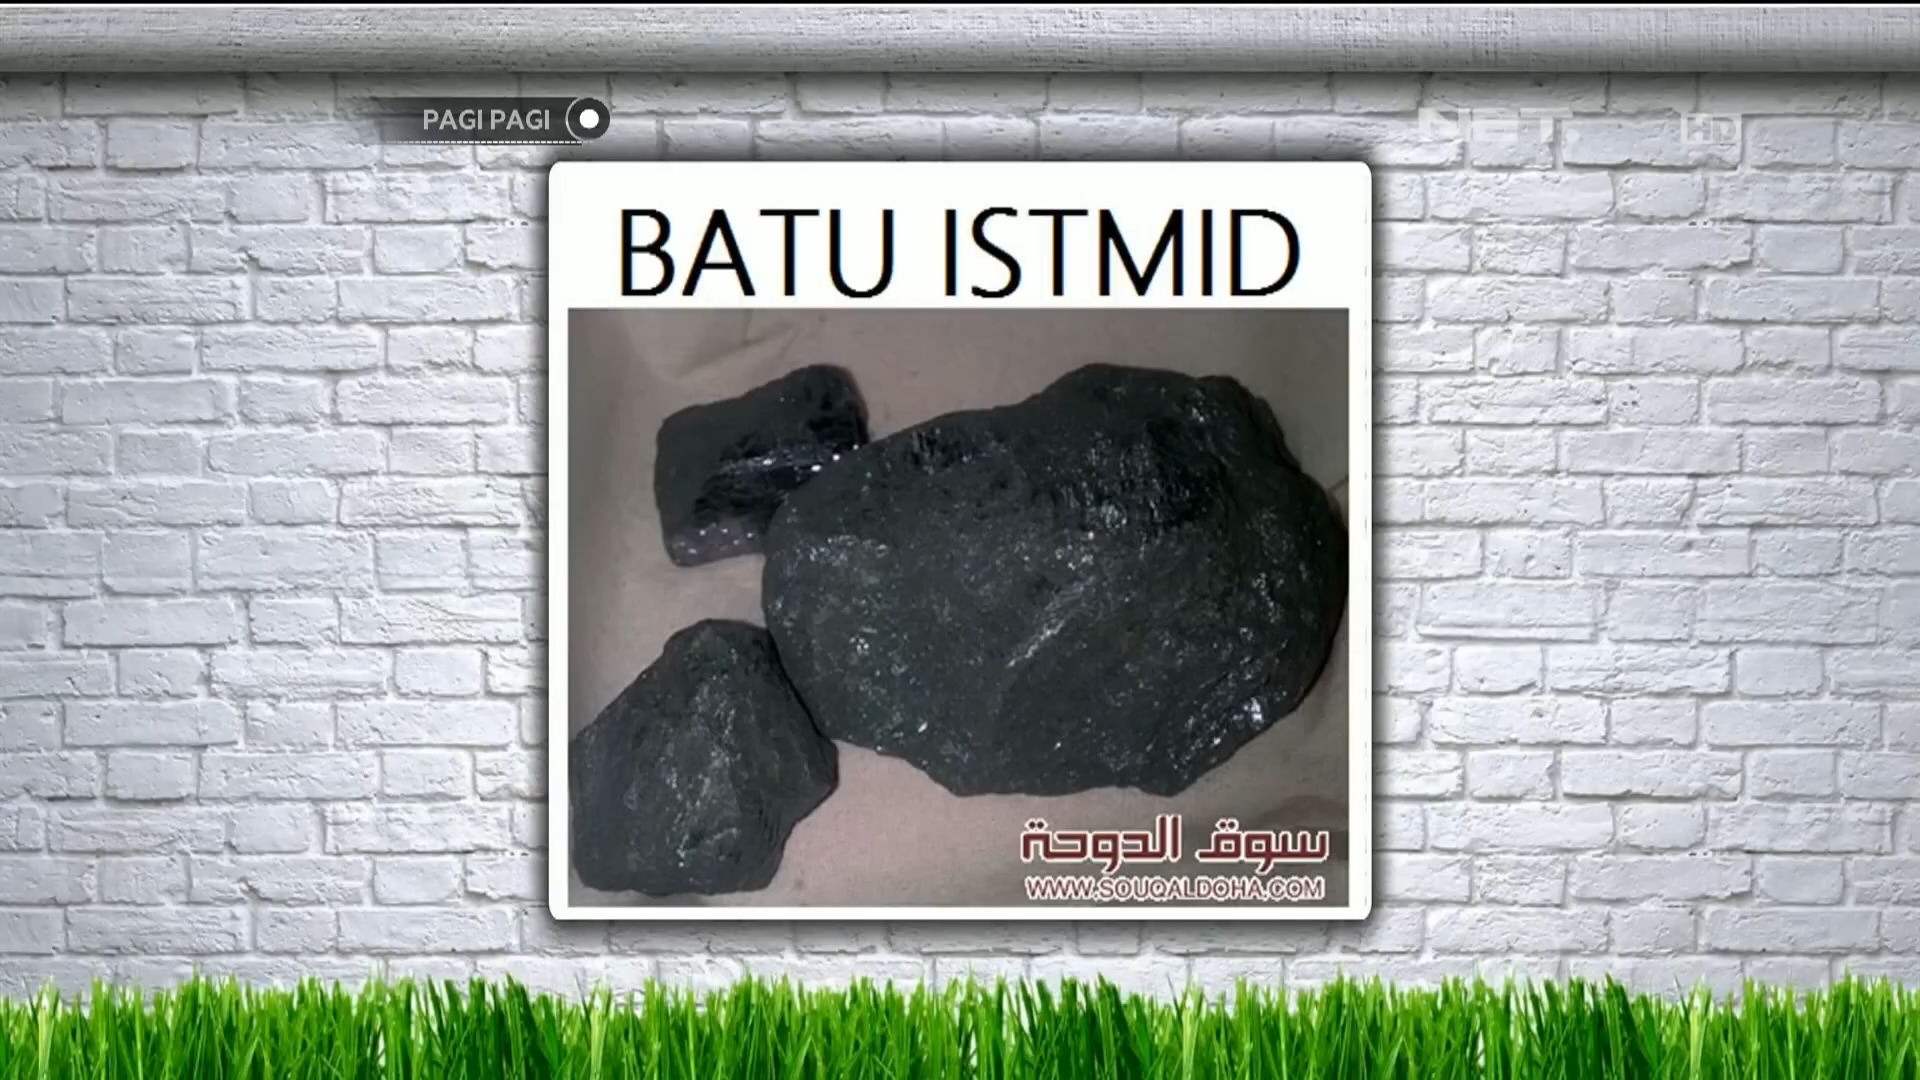 PAGI PAGI
NET.
HD
BATU ISTMID
سوق الدوحة
WWW.SOUQALDOHA.COM